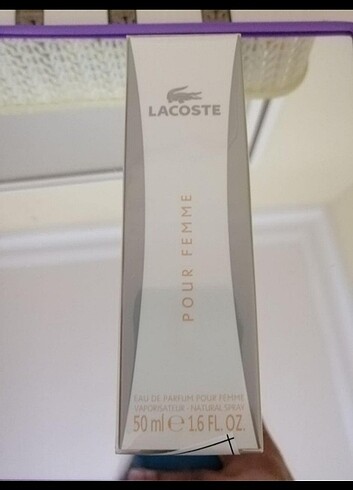 LACOSTE
POUR FEMME
EAU DE PARFUM POUR FEMME
VAPORISATEUR - NATURAL SPRAY
50 ml ℮ 1.6 FL. OZ.